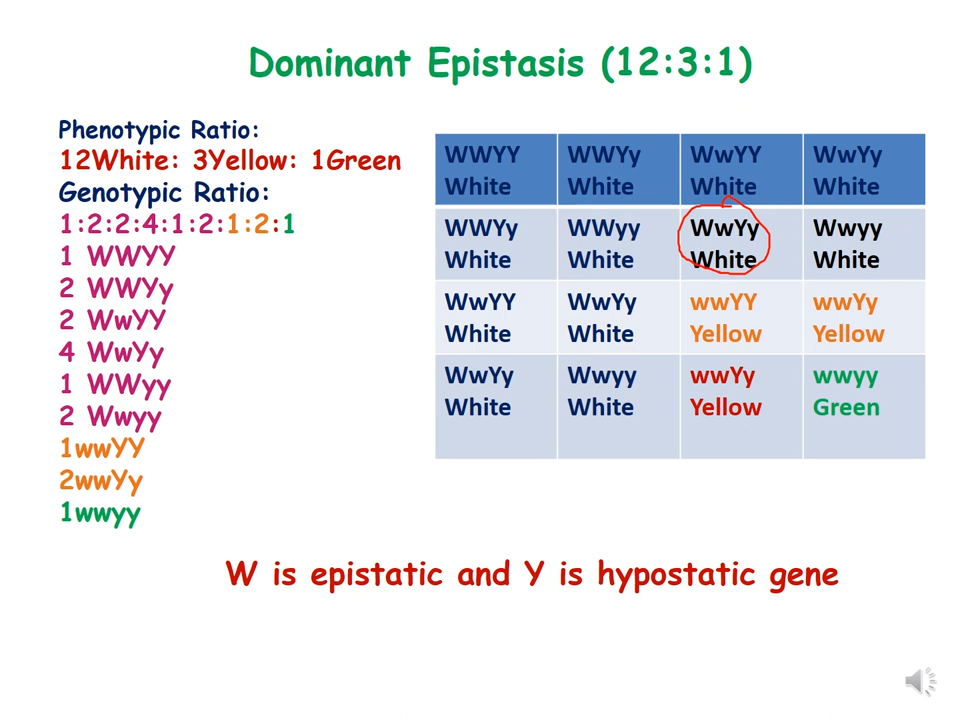 Dominant Epistasis (12:3:1)
Phenotypic Ratio:
12White: 3Yellow: 1Green
Genotypic Ratio:
1:2:2:4:1:2:1:2:1
1 WWYY
2 WWYy
2 WwYY
4 WwYy
1 WWyy
2 Wwyy
1wwYY
2wwYy
1wwyy
WWYY WWYy WwYY WwYy
White White White White
WWYy WWyy WwYy Wwyy
White White White White
WwYY WwYy wwYY wwYy
White White Yellow Yellow
WwYy Wwyy wwYy wwyy
White White Yellow Green
W is epistatic and Y is hypostatic gene